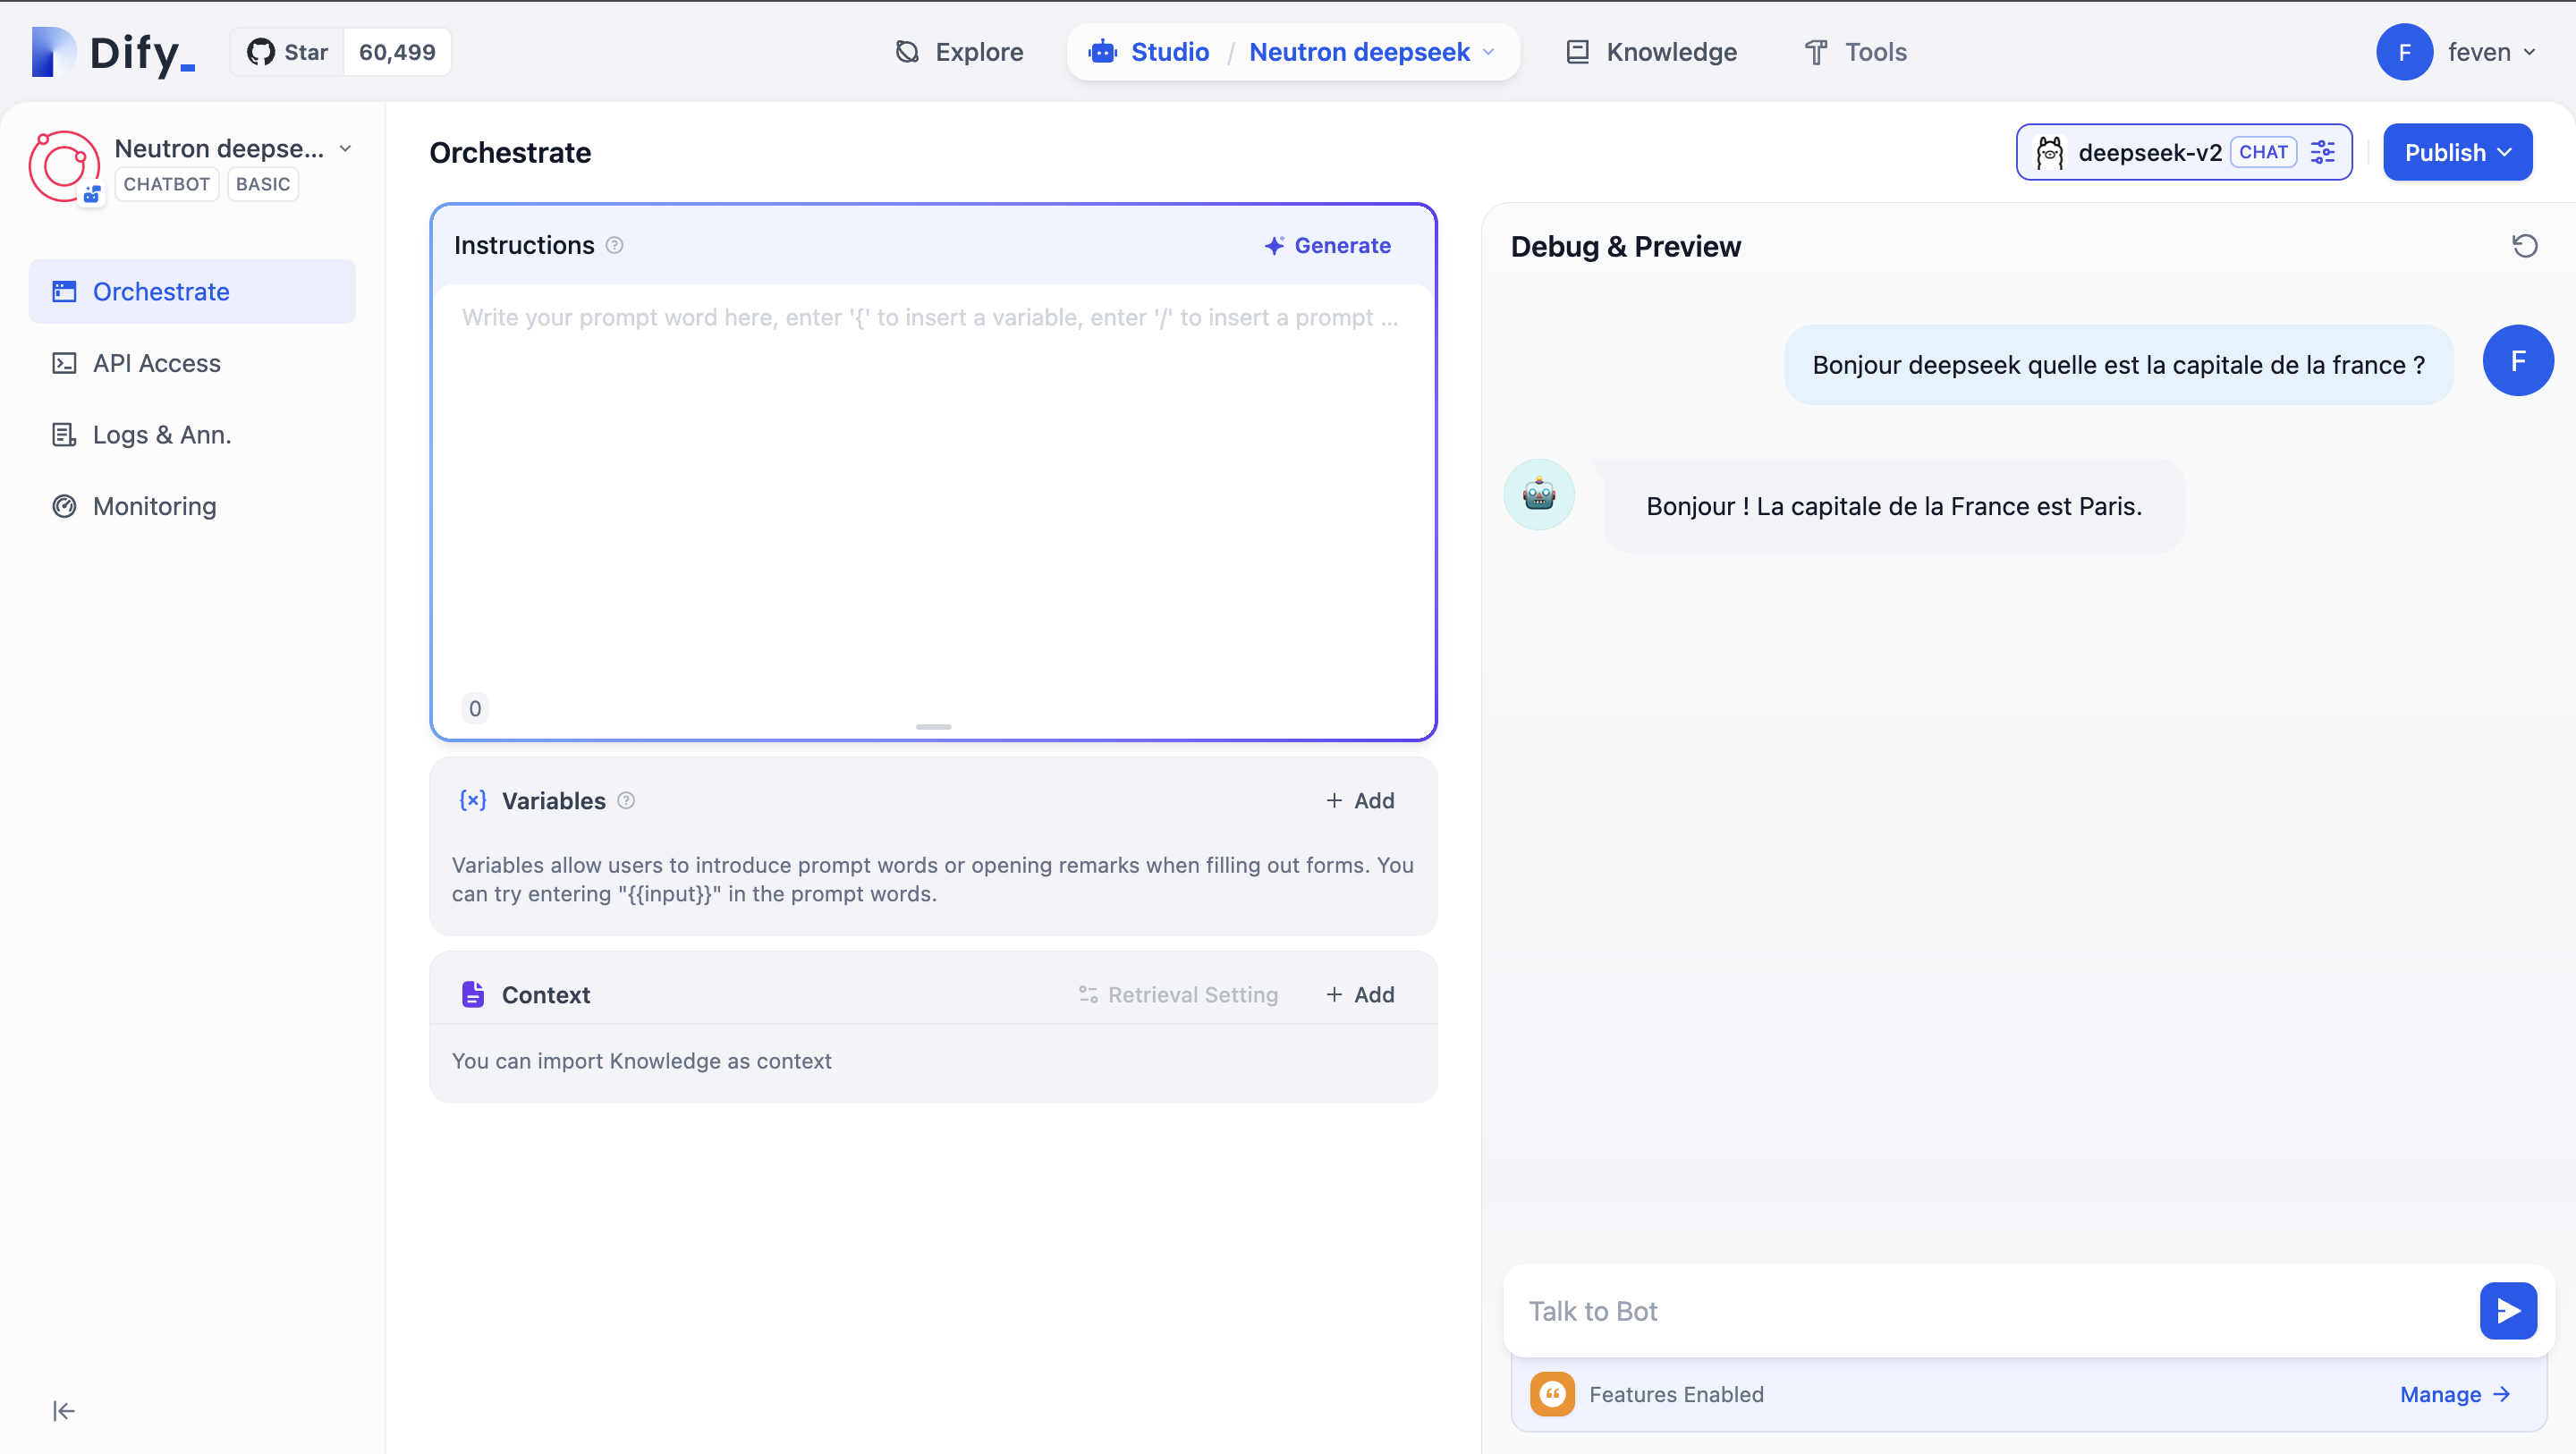 Dify_
Star 60,499
Explore
Studio / Neutron deepseek
Knowledge
Tools
F feven
Neutron deepse...
CHATBOT BASIC
Orchestrate
API Access
Logs & Ann.
Monitoring
Orchestrate
deepseek-v2 CHAT
Publish
Instructions
Generate
Write your prompt word here, enter '{' to insert a variable, enter '/' to insert a prompt ...
0
Variables
+ Add
Variables allow users to introduce prompt words or opening remarks when filling out forms. You
can try entering "{{input}}" in the prompt words.
Context
Retrieval Setting
+ Add
You can import Knowledge as context
Debug & Preview
Bonjour deepseek quelle est la capitale de la france ?
F
Bonjour ! La capitale de la France est Paris.
Talk to Bot
Features Enabled
Manage →